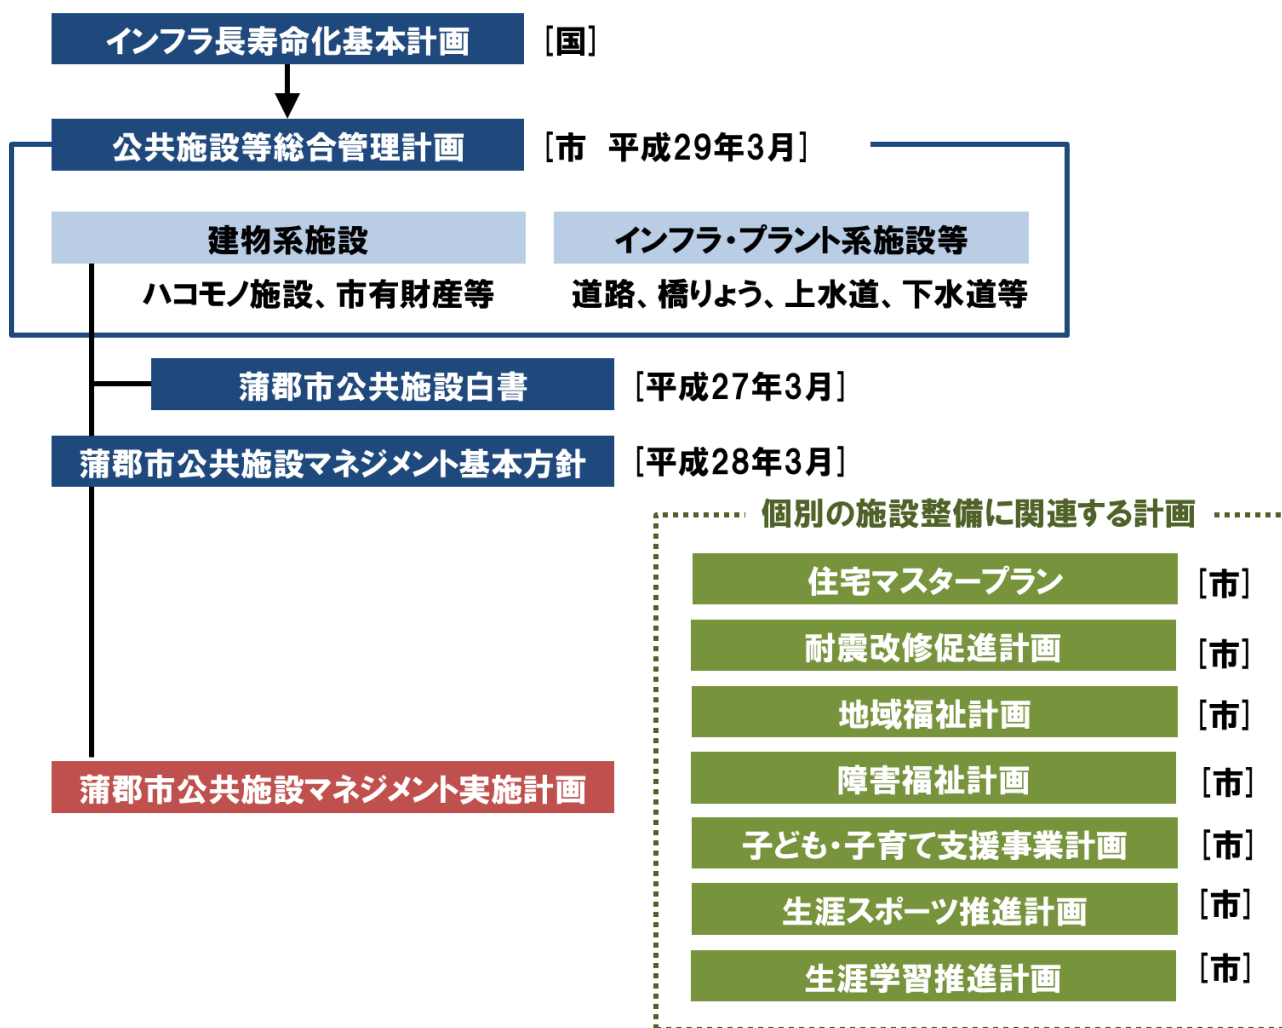 インフラ長寿命化基本計画 [国]
公共施設等総合管理計画 [市 平成29年3月]
建物系施設 インフラ・プラント系施設等
ハコモノ施設、市有財産等 道路、橋りょう、上水道、下水道等
蒲郡市公共施設白書 [平成27年3月]
蒲郡市公共施設マネジメント基本方針 [平成28年3月]
個別の施設整備に関連する計画
住宅マスタープラン [市]
耐震改修促進計画 [市]
地域福祉計画 [市]
障害福祉計画 [市]
蒲郡市公共施設マネジメント実施計画
子ども・子育て支援事業計画 [市]
生涯スポーツ推進計画 [市]
生涯学習推進計画 [市]